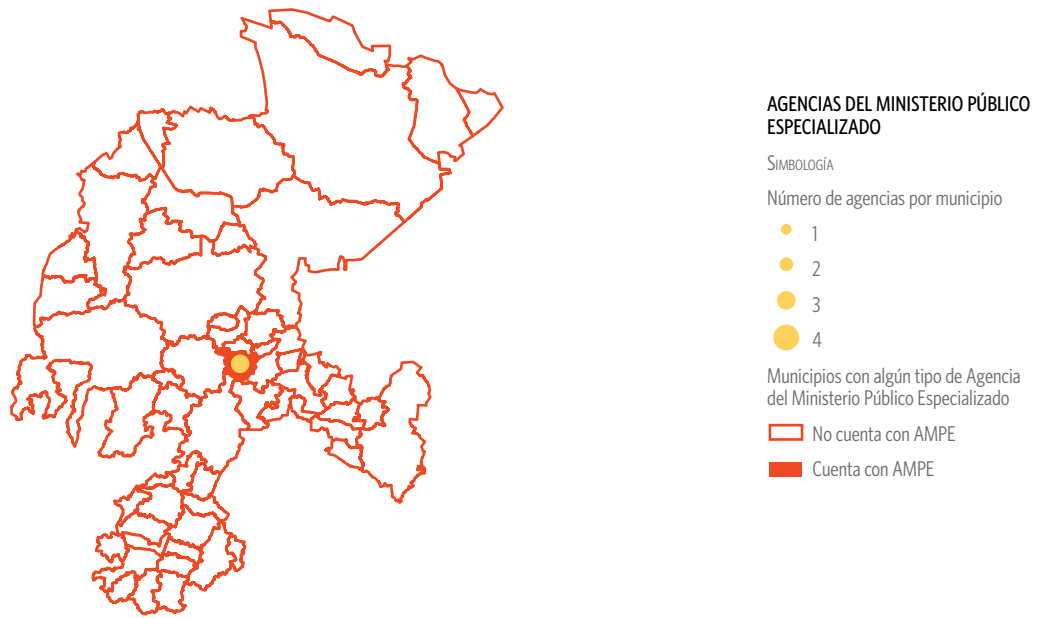 AGENCIAS DEL MINISTERIO PÚBLICO
ESPECIALIZADO
Simbología
Número de agencias por municipio
1
2
3
4
Municipios con algún tipo de Agencia
del Ministerio Público Especializado
No cuenta con AMPE
Cuenta con AMPE